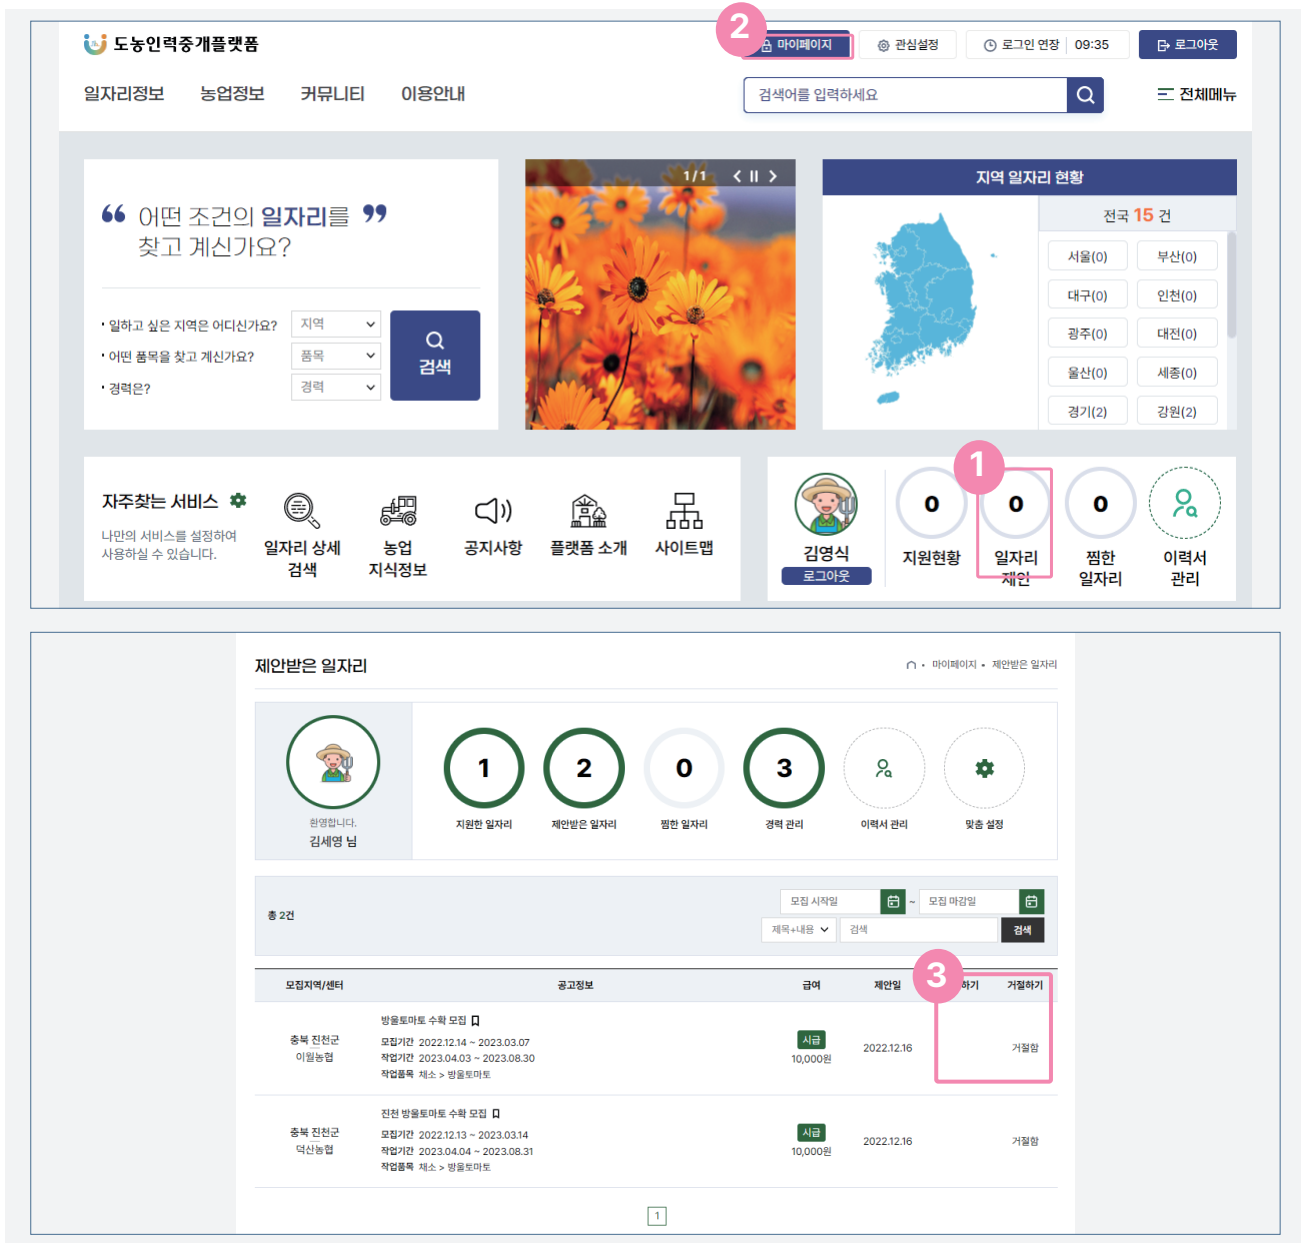 도농인력중개플랫폼
2
마이페이지
관심설정
로그인 연장 09:35
로그아웃
일자리정보 농업정보 커뮤니티 이용안내
검색어를 입력하세요
전체메뉴
“ 어떤 조건의 일자리를 ”
찾고 계신가요?
· 일하고 싶은 지역은 어디신가요? 지역
· 어떤 품목을 찾고 계신가요? 품목
· 경력은? 경력
검색
1/1
지역 일자리 현황
전국 15 건
서울(0) 부산(0)
대구(0) 인천(0)
광주(0) 대전(0)
울산(0) 세종(0)
경기(2) 강원(2)
자주찾는 서비스
나만의 서비스를 설정하여
사용하실 수 있습니다.
일자리 상세
검색
농업
지식정보
공지사항
플랫폼 소개
사이트맵
김영식
로그아웃
0
지원현황
1
0
일자리
제안
0
찜한
일자리
이력서
관리
제안받은 일자리
마이페이지 • 제안받은 일자리
환영합니다.
김세영 님
1 2 0 3
지원한 일자리 제안받은 일자리 찜한 일자리 경력 관리 이력서 관리 맞춤 설정
총 2건
모집 시작일 ~ 모집 마감일
제목+내용 검색 검색
3
모집지역/센터 공고정보 급여 제안일 하기 거절하기
충북 진천군
이월농협
방울토마토 수확 모집
모집기간 2022.12.14 ~ 2023.03.07
작업기간 2023.04.03 ~ 2023.08.30
작업품목 채소 > 방울토마토
시급
10,000원
2022.12.16
거절함
충북 진천군
덕산농협
진천 방울토마토 수확 모집
모집기간 2022.12.13 ~ 2023.03.14
작업기간 2023.04.04 ~ 2023.08.31
작업품목 채소 > 방울토마토
시급
10,000원
2022.12.16
거절함
1